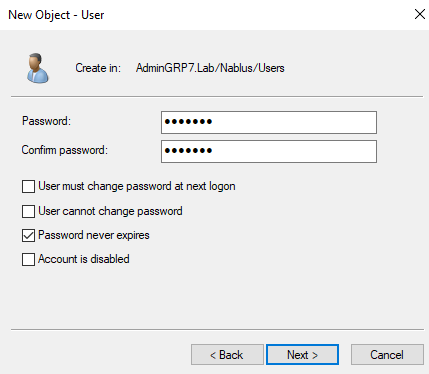 New Object - User
Create in: AdminGRP7.Lab/Nablus/Users
Password: •••••••
Confirm password: •••••••
User must change password at next logon
User cannot change password
Password never expires
Account is disabled
< Back Next > Cancel